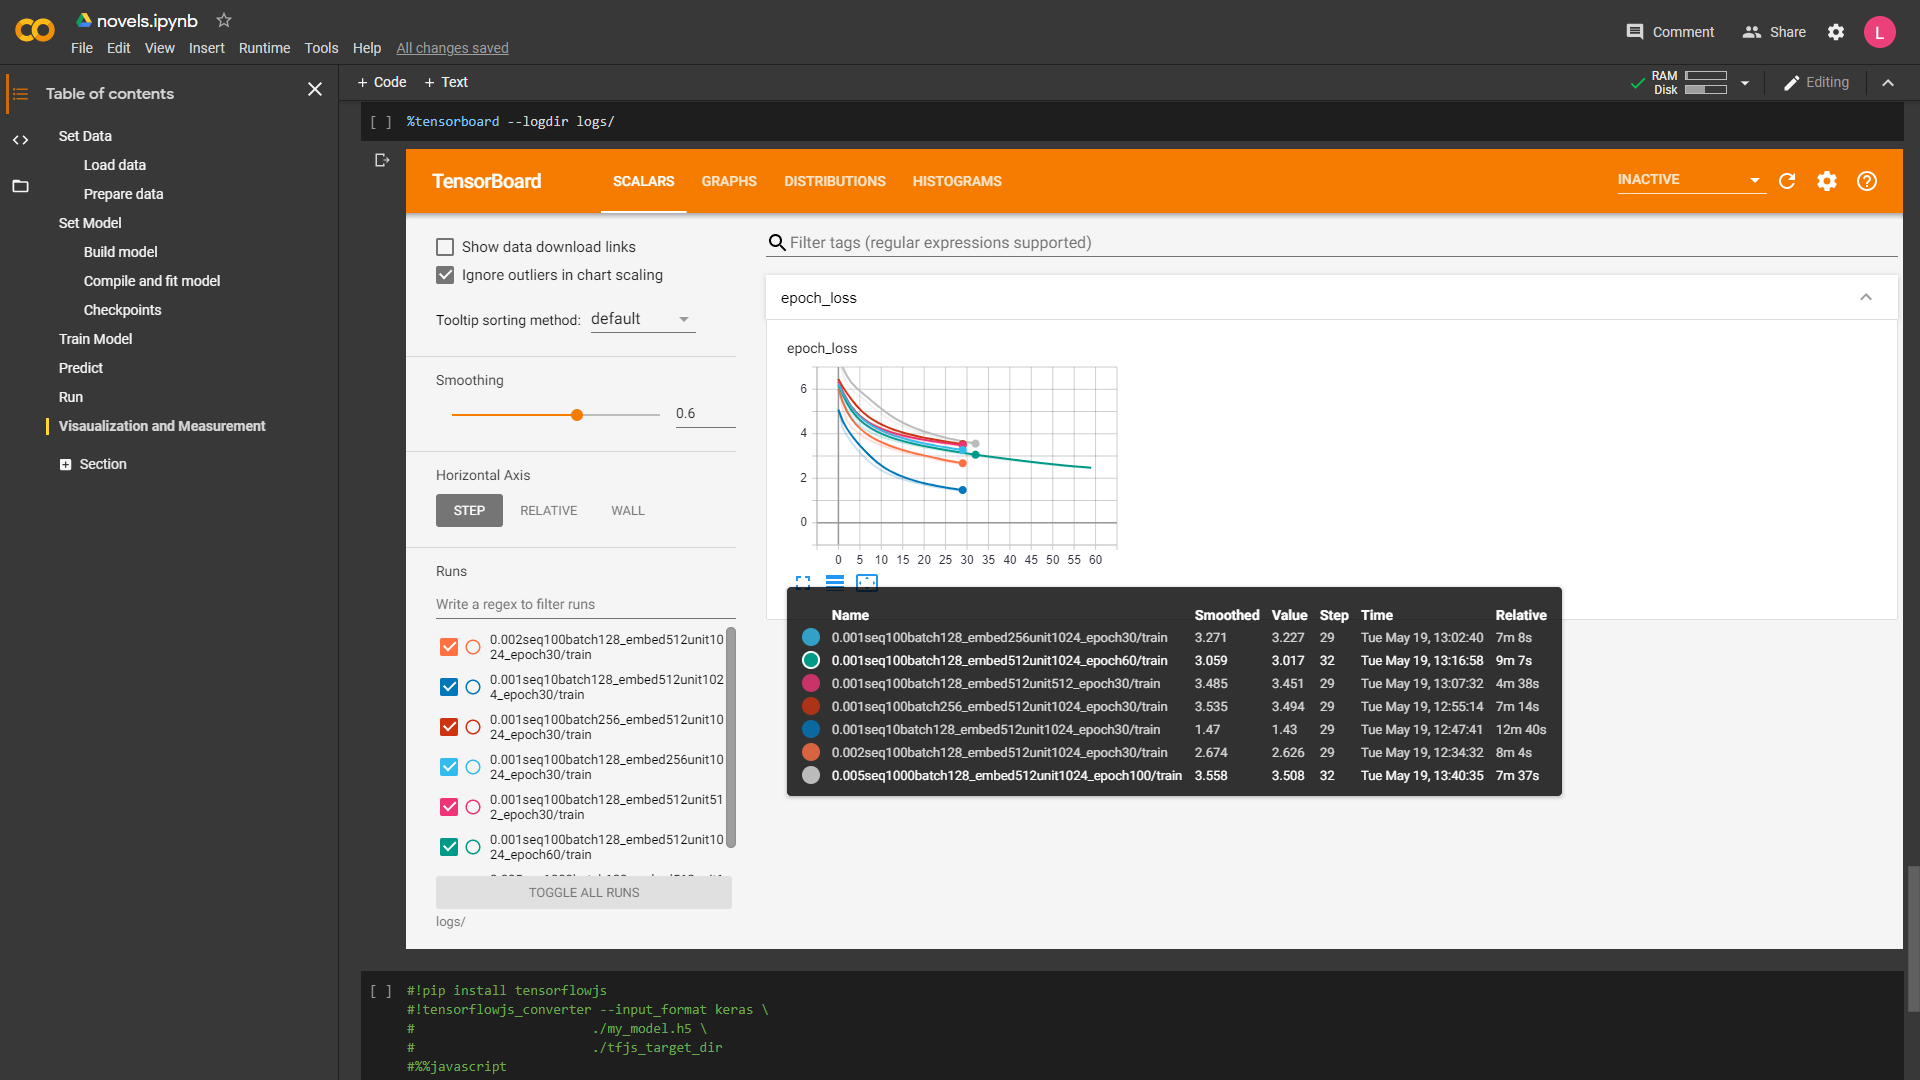 novels.ipynb
File Edit View Insert Runtime Tools Help All changes saved
Comment Share L
Table of contents
Set Data
Load data
Prepare data
Set Model
Build model
Compile and fit model
Checkpoints
Train Model
Predict
Run
Visaualization and Measurement
Section
+ Code + Text
RAM
Disk
Editing
[ ] %tensorboard --logdir logs/
TensorBoard SCALARS GRAPHS DISTRIBUTIONS HISTOGRAMS INACTIVE
Show data download links
Ignore outliers in chart scaling
Tooltip sorting method: default
Smoothing
0.6
Horizontal Axis
STEP RELATIVE WALL
Runs
Write a regex to filter runs
0.002seq100batch128_embed512unit10
24_epoch30/train
0.001seq10batch128_embed512unit102
4_epoch30/train
0.001seq100batch256_embed512unit10
24_epoch30/train
0.001seq100batch128_embed256unit10
24_epoch30/train
0.001seq100batch128_embed512unit51
2_epoch30/train
0.001seq100batch128_embed512unit10
24_epoch60/train
TOGGLE ALL RUNS
logs/
Filter tags (regular expressions supported)
epoch_loss
epoch_loss
6
4
2
0
0 5 10 15 20 25 30 35 40 45 50 55 60
Name Smoothed Value Step Time Relative
0.001seq100batch128_embed256unit1024_epoch30/train 3.271 3.227 29 Tue May 19, 13:02:40 7m 8s
0.001seq100batch128_embed512unit1024_epoch60/train 3.059 3.017 32 Tue May 19, 13:16:58 9m 7s
0.001seq100batch128_embed512unit512_epoch30/train 3.485 3.451 29 Tue May 19, 13:07:32 4m 38s
0.001seq100batch256_embed512unit1024_epoch30/train 3.535 3.494 29 Tue May 19, 12:55:14 7m 14s
0.001seq10batch128_embed512unit1024_epoch30/train 1.47 1.43 29 Tue May 19, 12:47:41 12m 40s
0.002seq100batch128_embed512unit1024_epoch30/train 2.674 2.626 29 Tue May 19, 12:34:32 8m 4s
0.005seq1000batch128_embed512unit1024_epoch100/train 3.558 3.508 32 Tue May 19, 13:40:35 7m 37s
[ ] #!pip install tensorflowjs
#!tensorflowjs_converter --input_format keras \
# ./my_model.h5 \
# ./tfjs_target_dir
#%%javascript